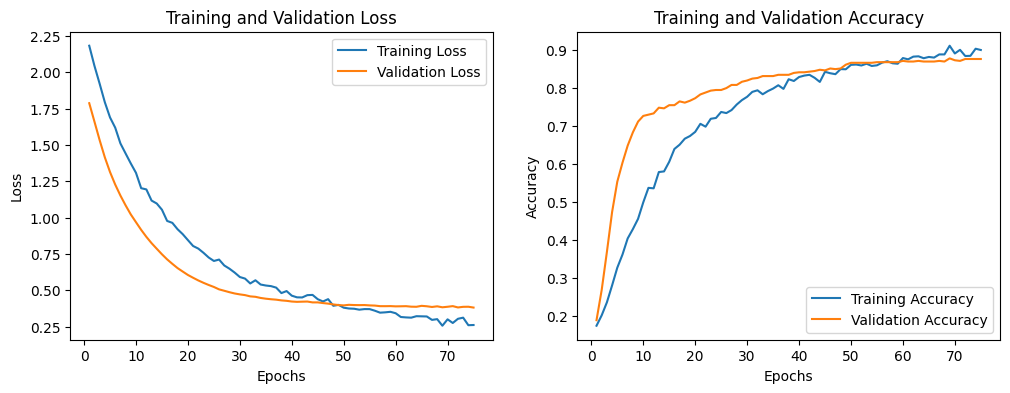 Training and Validation Loss
2.25
2.00
1.75
1.50
1.25
1.00
0.75
0.50
0.25
Loss
0 10 20 30 40 50 60 70
Epochs
Training Loss
Validation Loss
Training and Validation Accuracy
0.9
0.8
0.7
0.6
0.5
0.4
0.3
0.2
Accuracy
0 10 20 30 40 50 60 70
Epochs
Training Accuracy
Validation Accuracy